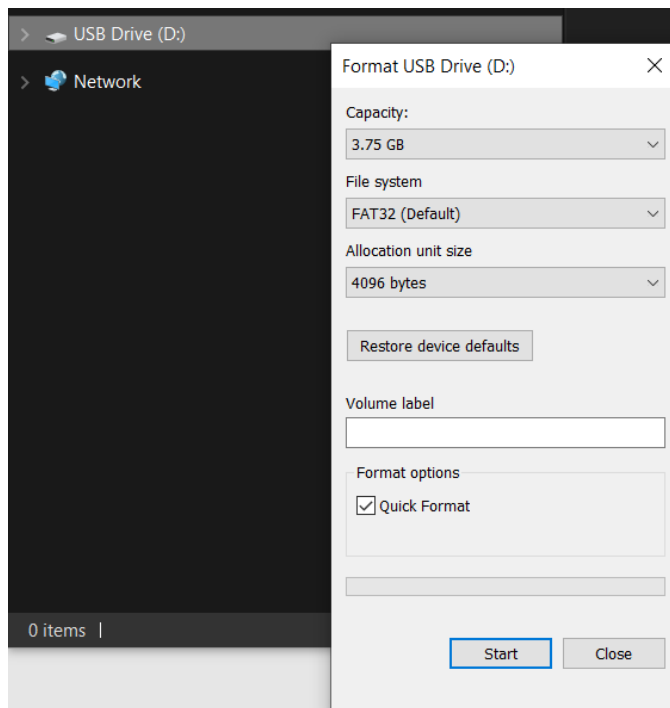 USB Drive (D:)
Network
0 items
Format USB Drive (D:)
Capacity:
3.75 GB
File system
FAT32 (Default)
Allocation unit size
4096 bytes
Restore device defaults
Volume label
Format options
Quick Format
Start
Close